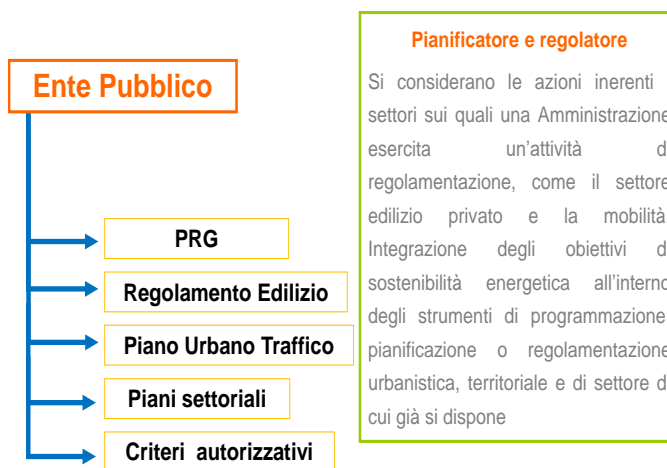 Ente Pubblico
PRG
Regolamento Edilizio
Piano Urbano Traffico
Piani settoriali
Criteri autorizzativi
Pianificatore e regolatore
Si considerano le azioni inerenti
settori sui quali una Amministrazione
esercita un’attività d
regolamentazione, come il settore
edilizio privato e la mobilità
Integrazione degli obiettivi d
sostenibilità energetica all’interno
degli strumenti di programmazione
pianificazione o regolamentazione
urbanistica, territoriale e di settore d
cui già si dispone